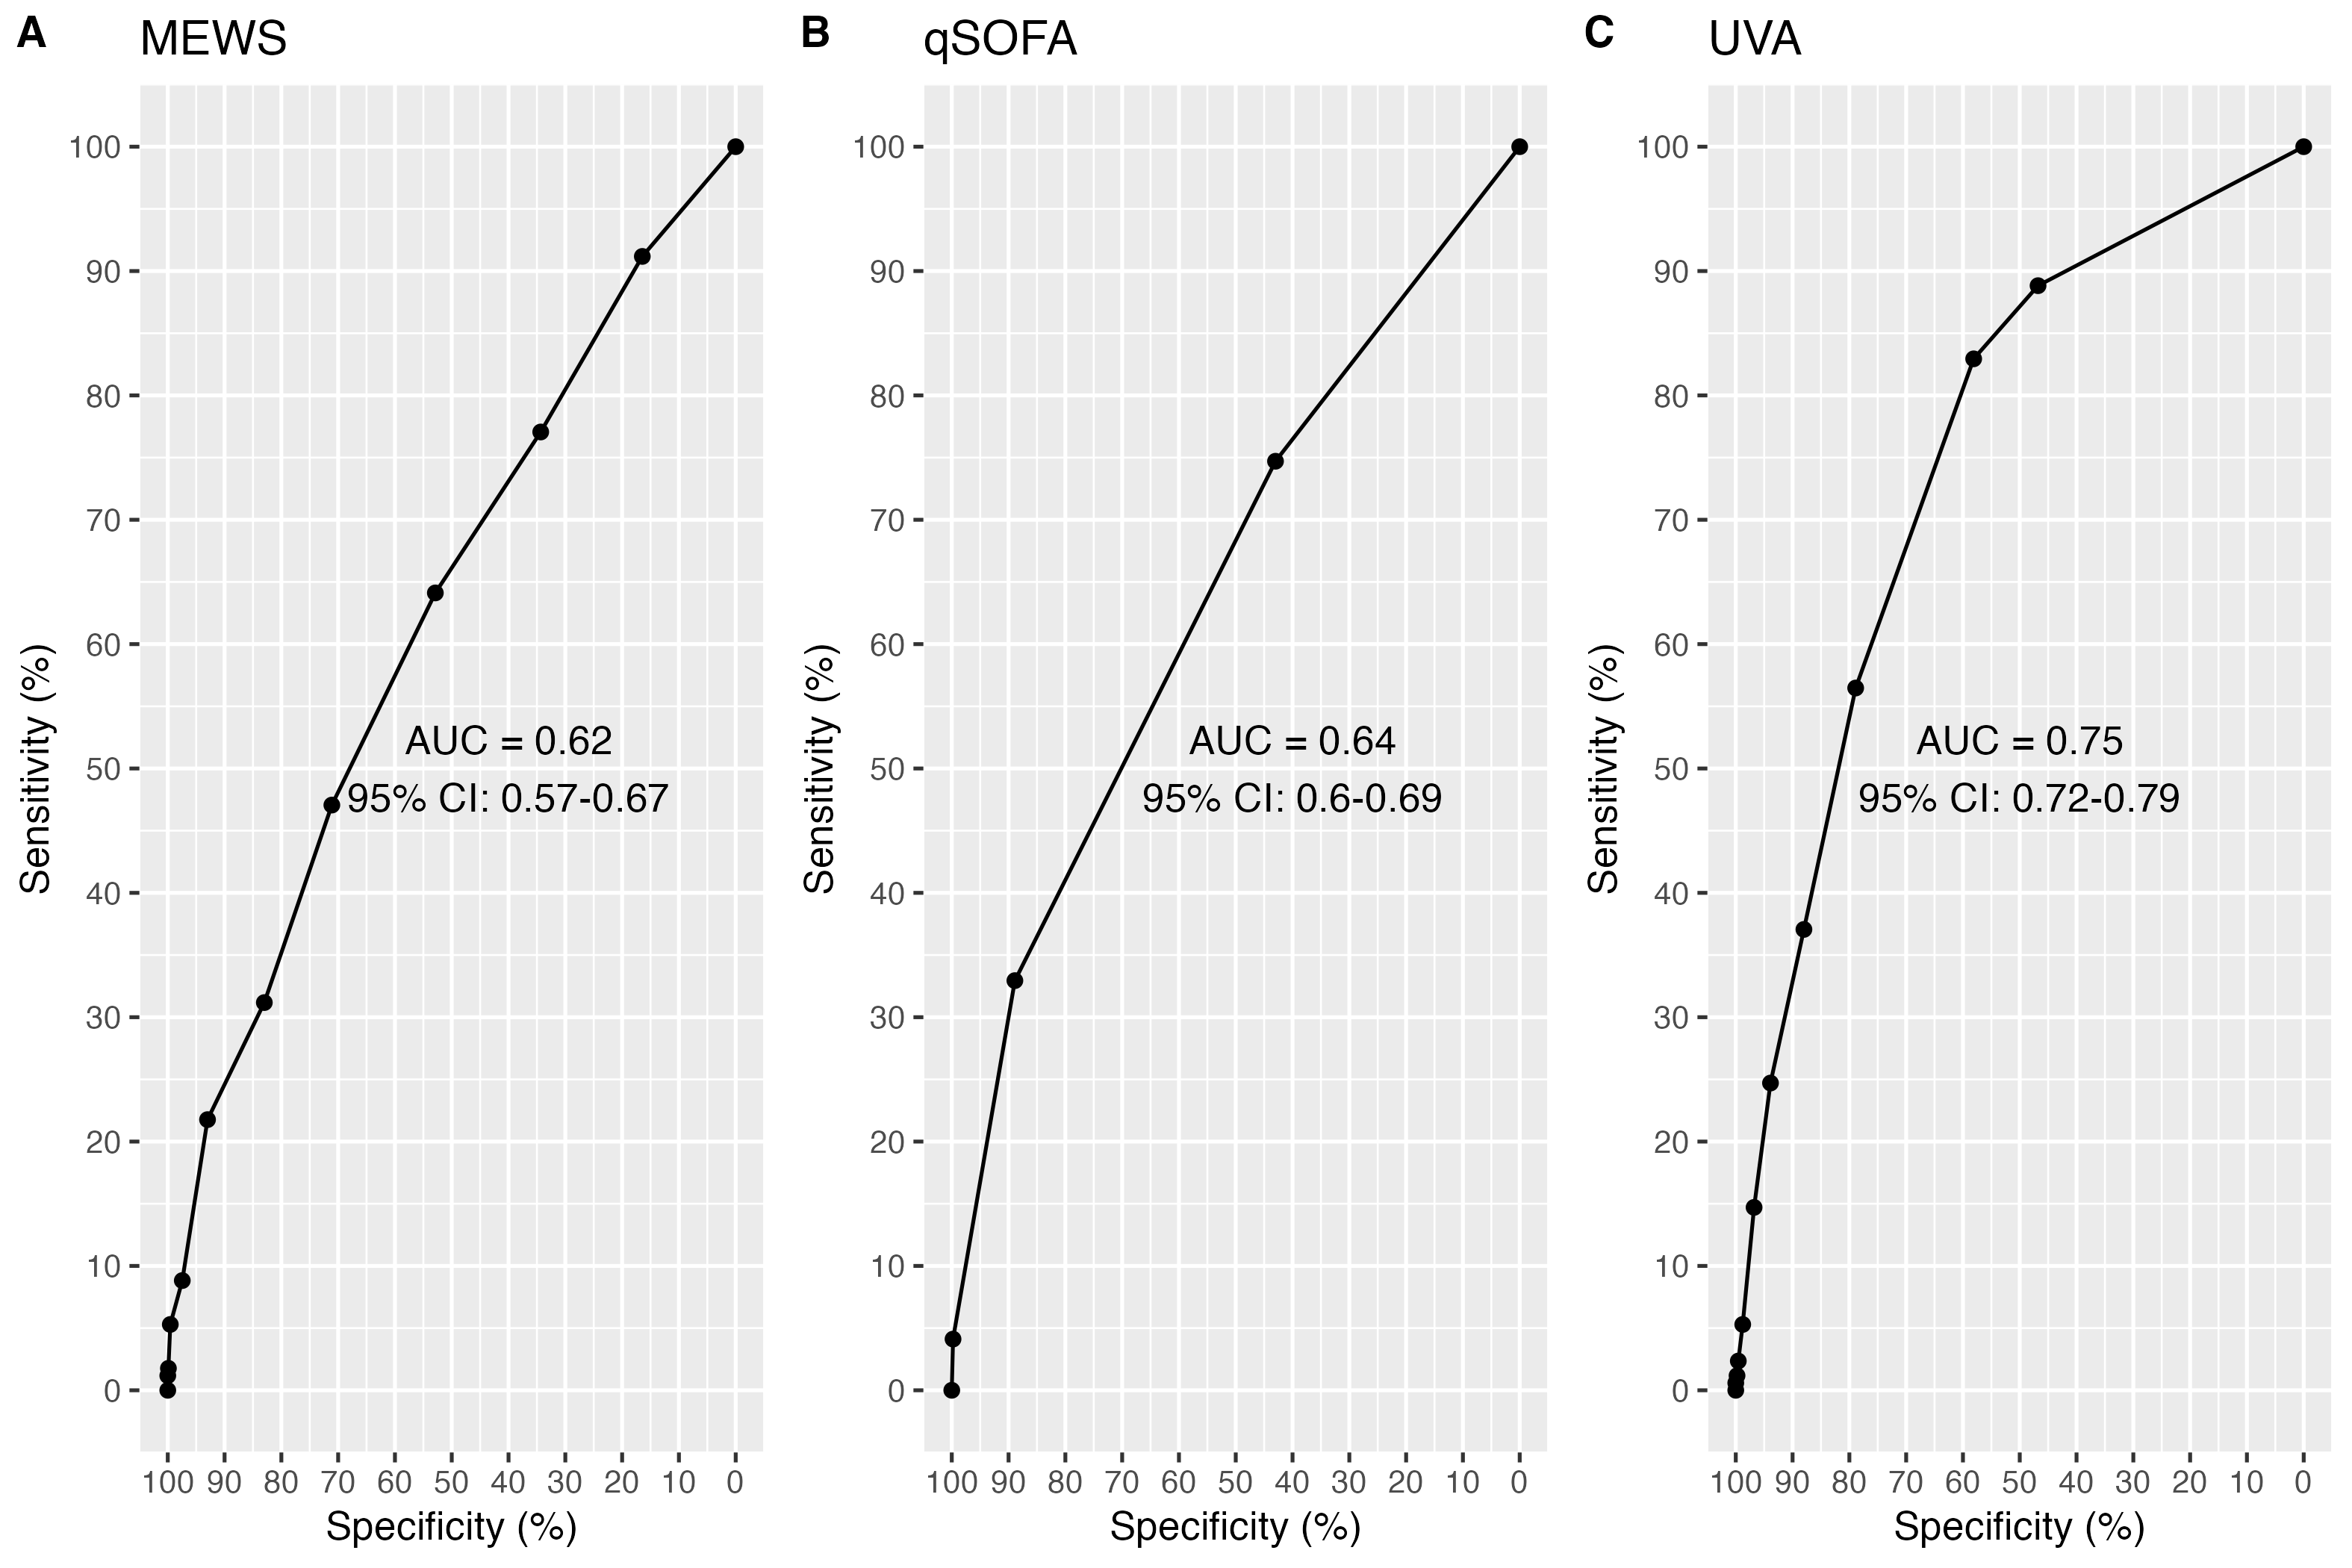 A MEWS
100
90
80
70
60
50
40
30
20
10
0
Sensitivity (%)
AUC = 0.62
95% CI: 0.57-0.67
100 90 80 70 60 50 40 30 20 10 0
Specificity (%)
B qSOFA
100
90
80
70
60
50
40
30
20
10
0
Sensitivity (%)
AUC = 0.64
95% CI: 0.6-0.69
100 90 80 70 60 50 40 30 20 10 0
Specificity (%)
C UVA
100
90
80
70
60
50
40
30
20
10
0
Sensitivity (%)
AUC = 0.75
95% CI: 0.72-0.79
100 90 80 70 60 50 40 30 20 10 0
Specificity (%)